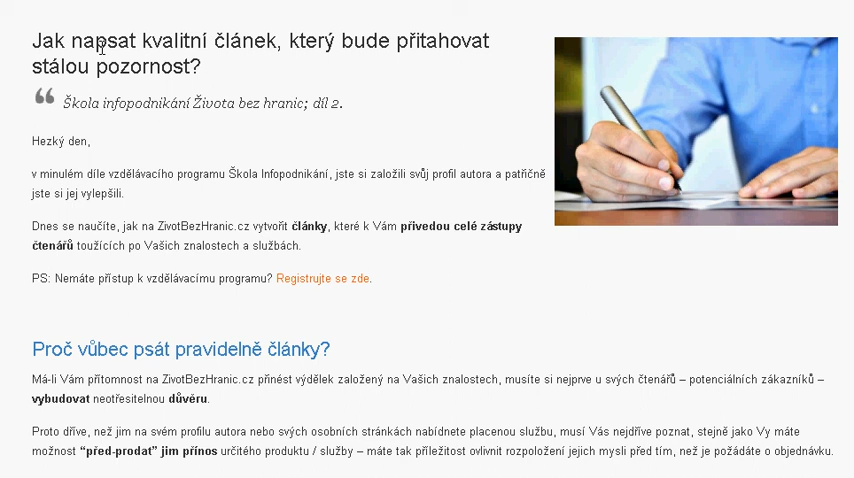 Jak napsat kvalitní článek, který bude přitahovat
stálou pozornost?
“ Škola infopodnikání Života bez hranic; díl 2.
Hezký den,
v minulém díle vzdělávacího programu Škola Infopodnikání, jste si založili svůj profil autora a patřičně
jste si jej vylepšili.
Dnes se naučíte, jak na ZivotBezHranic.cz vytvořit články, které k Vám přivedou celé zástupy
čtenářů toužících po Vašich znalostech a službách.
PS: Nemáte přístup k vzdělávacímu programu? Registrujte se zde.
Proč vůbec psát pravidelně články?
Má-li Vám přítomnost na ZivotBezHranic.cz přinést výdělek založený na Vašich znalostech, musíte si nejprve u svých čtenářů – potenciálních zákazníků –
vybudovat neotřesitelnou důvěru.
Proto dříve, než jim na svém profilu autora nebo svých osobních stránkách nabídnete placenou službu, musí Vás nejdříve poznat, stejně jako Vy máte
možnost “před-prodat” jim přínos určitého produktu / služby – máte tak příležitost ovlivnit rozpoložení jejich mysli před tím, než je požádáte o objednávku.